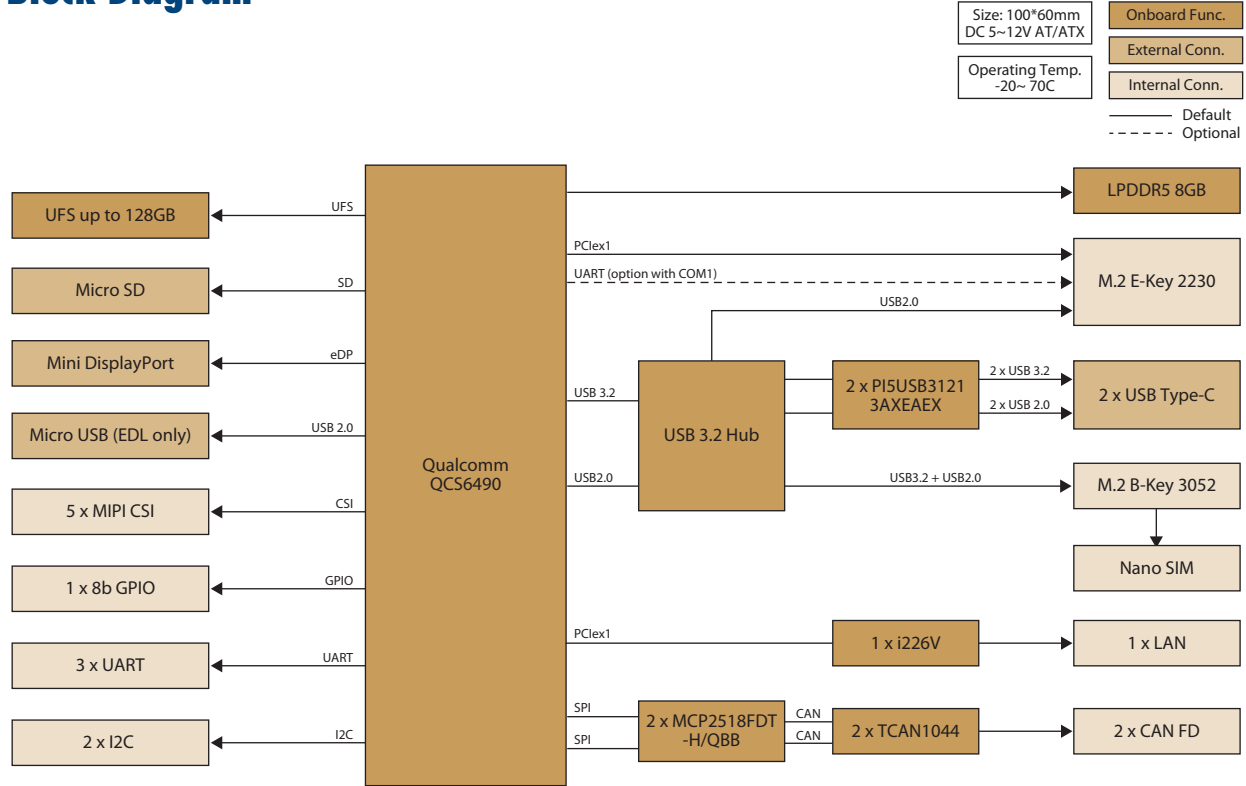 Block Diagram
Size: 100*60mm
DC 5~12V AT/ATX
Operating Temp.
-20~ 70C
Onboard Func.
External Conn.
Internal Conn.
Default
Optional
UFS up to 128GB
UFS
Micro SD
SD
Mini DisplayPort
eDP
Micro USB (EDL only)
USB 2.0
5 x MIPI CSI
CSI
1 x 8b GPIO
GPIO
3 x UART
UART
2 x I2C
I2C
Qualcomm
QCS6490
LPDDR5 8GB
PCIex1
UART (option with COM1)
USB2.0
M.2 E-Key 2230
USB 3.2
USB2.0
USB 3.2 Hub
2 x PI5USB3121
3AXEAEX
2 x USB 3.2
2 x USB 2.0
2 x USB Type-C
USB3.2 + USB2.0
M.2 B-Key 3052
Nano SIM
PCIex1
1 x i226V
1 x LAN
SPI
SPI
2 x MCP2518FDT
-H/QBB
CAN
CAN
2 x TCAN1044
2 x CAN FD